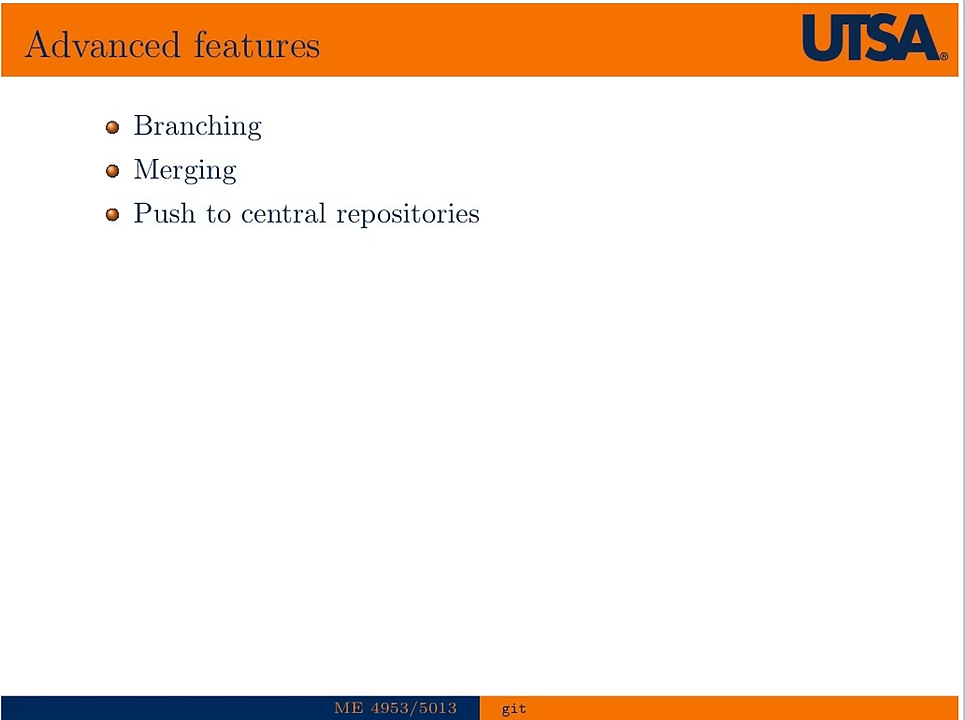 Advanced features
UTSA®
Branching
Merging
Push to central repositories
ME 4953/5013
git